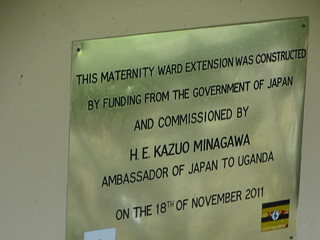 THIS MATERNITY WARD EXTENSION WAS CONSTRUCTED
BY FUNDING FROM THE GOVERNMENT OF JAPAN
AND COMMISSIONED BY
H. E. KAZUO MINAGAWA
AMBASSADOR OF JAPAN TO UGANDA
ON THE 18TH OF NOVEMBER 2011